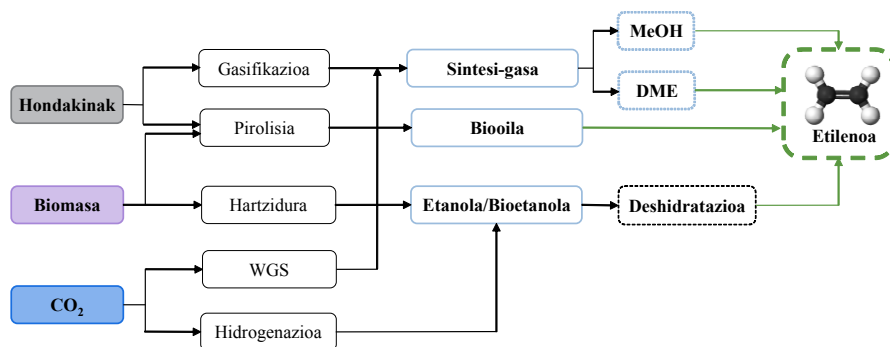 MeOH
Gasifikazioa
Sintesi-gasa
Hondakinak
DME
Etilenoa
Pirolisia
Biooila
Biomasa
Hartzidura
Etanola/Bioetanola
Deshidratazioa
WGS
CO₂
Hidrogenazioa